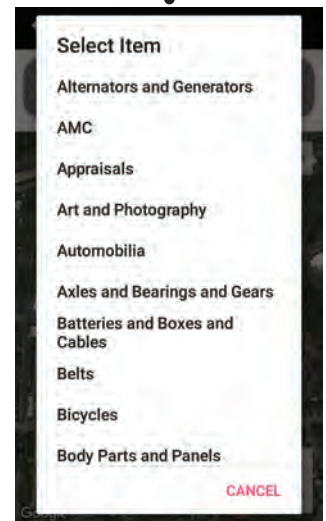 Select Item
Alternators and Generators
AMC
Appraisals
Art and Photography
Automobilia
Axles and Bearings and Gears
Batteries and Boxes and
Cables
Belts
Bicycles
Body Parts and Panels
CANCEL
Google